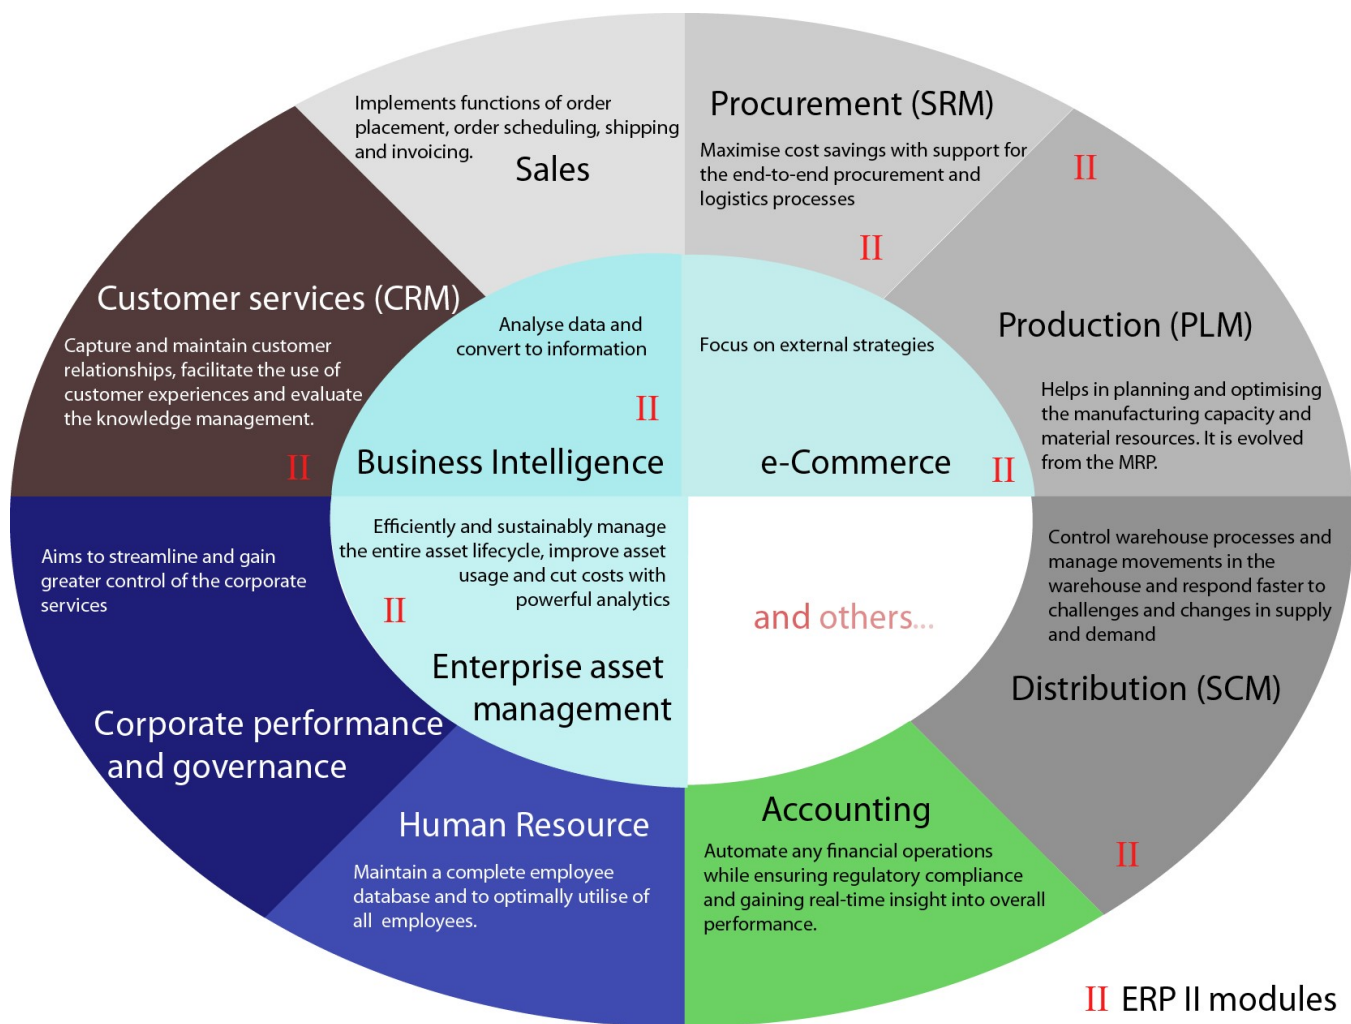 Implements functions of order
placement, order scheduling, shipping
and invoicing.
Sales
Procurement (SRM)
Maximise cost savings with support for
the end-to-end procurement and
logistics processes
II
II
Production (PLM)
Helps in planning and optimising
the manufacturing capacity and
material resources. It is evolved
from the MRP.
Customer services (CRM)
Capture and maintain customer
relationships, facilitate the use of
customer experiences and evaluate
the knowledge management.
II
Analyse data and
convert to information
II
Business Intelligence
Focus on external strategies
e-Commerce
II
Aims to streamline and gain
greater control of the corporate
services
Corporate performance
and governance
Efficiently and sustainably manage
the entire asset lifecycle, improve asset
usage and cut costs with
powerful analytics
II
Enterprise asset
management
and others...
Control warehouse processes and
manage movements in the
warehouse and respond faster to
challenges and changes in supply
and demand
Distribution (SCM)
II
Human Resource
Maintain a complete employee
database and to optimally utilise of
all employees.
Accounting
Automate any financial operations
while ensuring regulatory compliance
and gaining real-time insight into overall
performance.
II ERP II modules